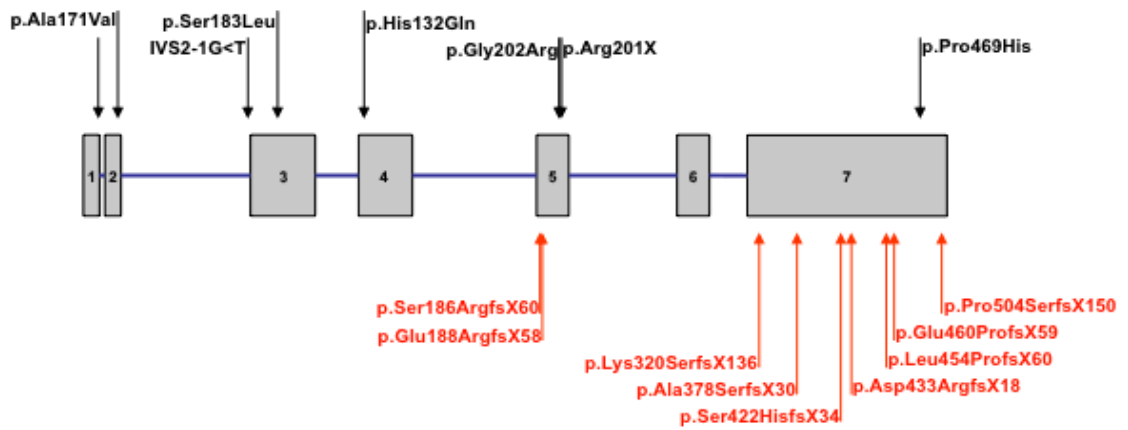 p.Ala171Val
p.Ser183Leu
p.His132Gln
IVS2-1G<T
p.Gly202Arg
p.Arg201X
p.Pro469His
1
2
3
4
5
6
7
p.Ser186ArgfsX60
p.Pro504SerfsX150
p.Glu188ArgfsX58
p.Glu460ProfsX59
p.Lys320SerfsX136
p.Leu454ProfsX60
p.Ala378SerfsX30
p.Asp433ArgfsX18
p.Ser422HisfsX34